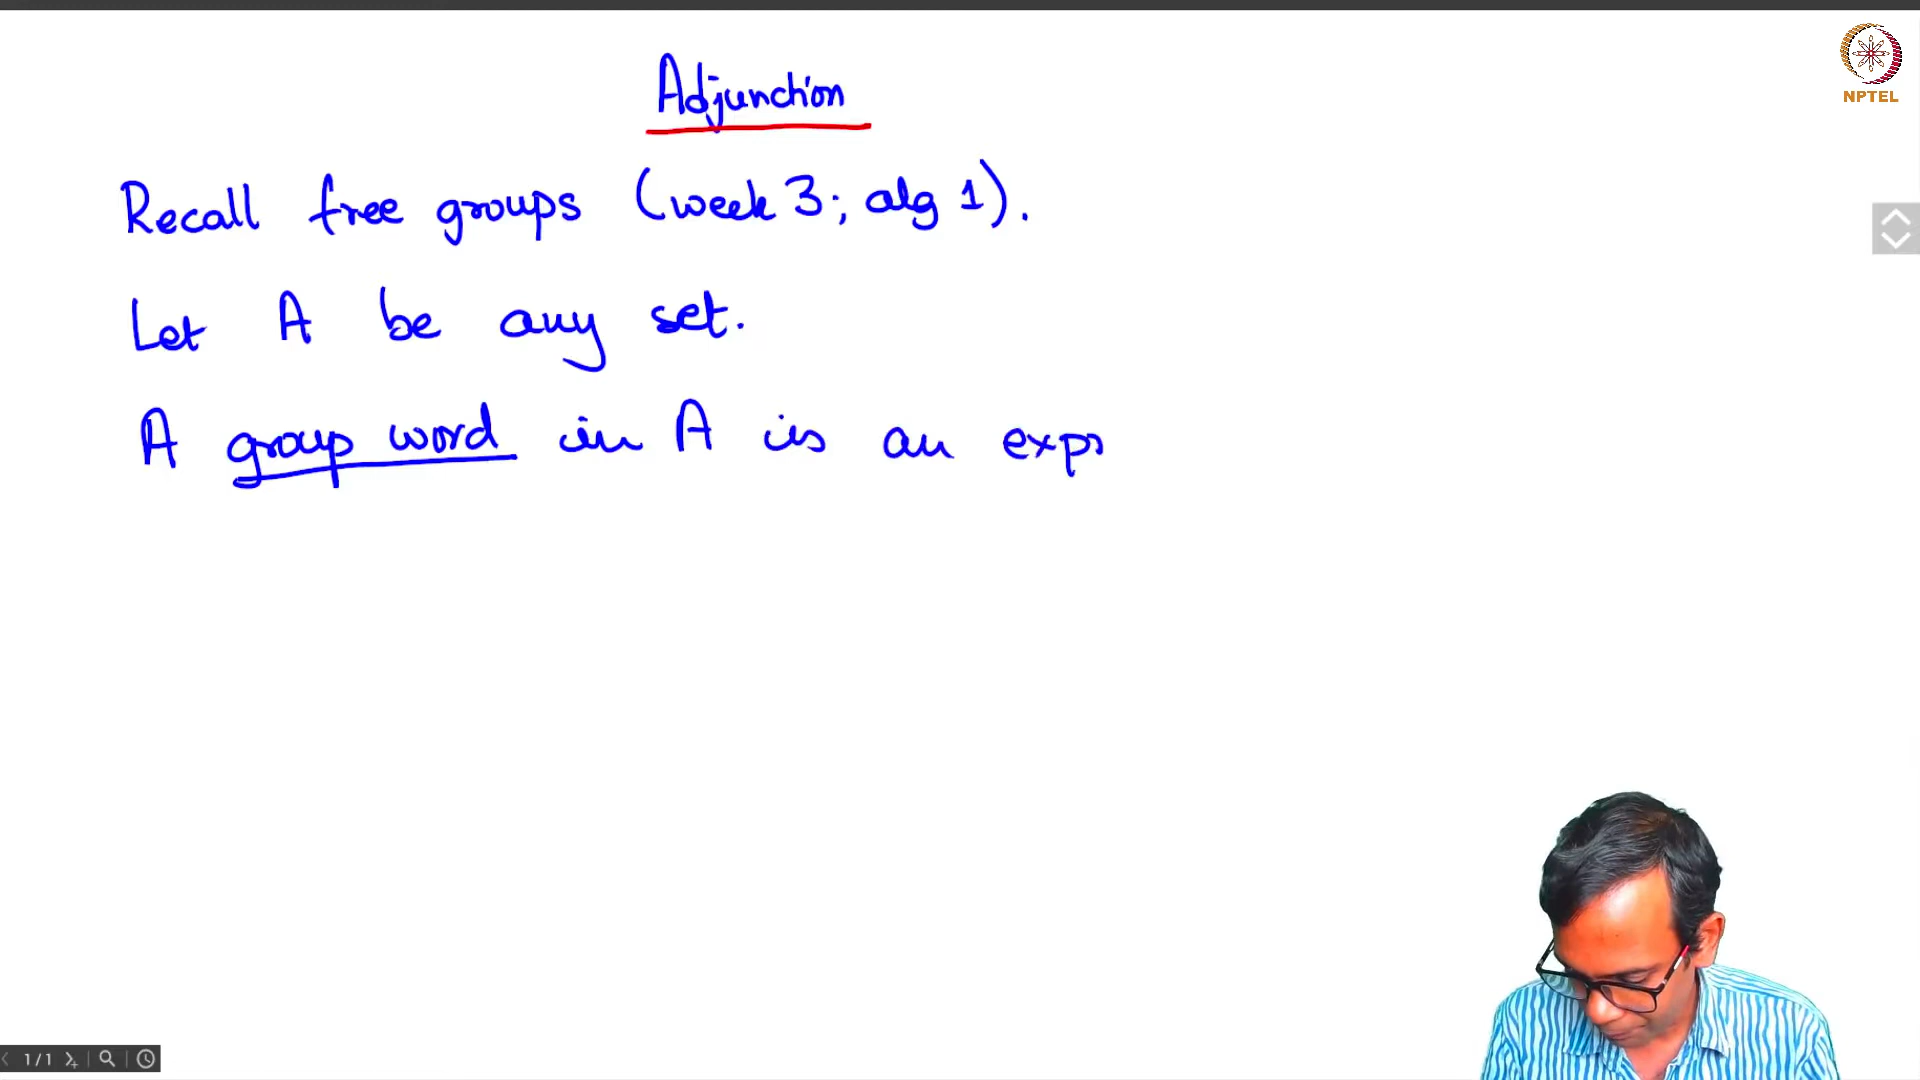 Adjunction
NPTEL
Recall free groups (week 3; alg 1).
Let A be any set.
A group word in A is an expr
1/1